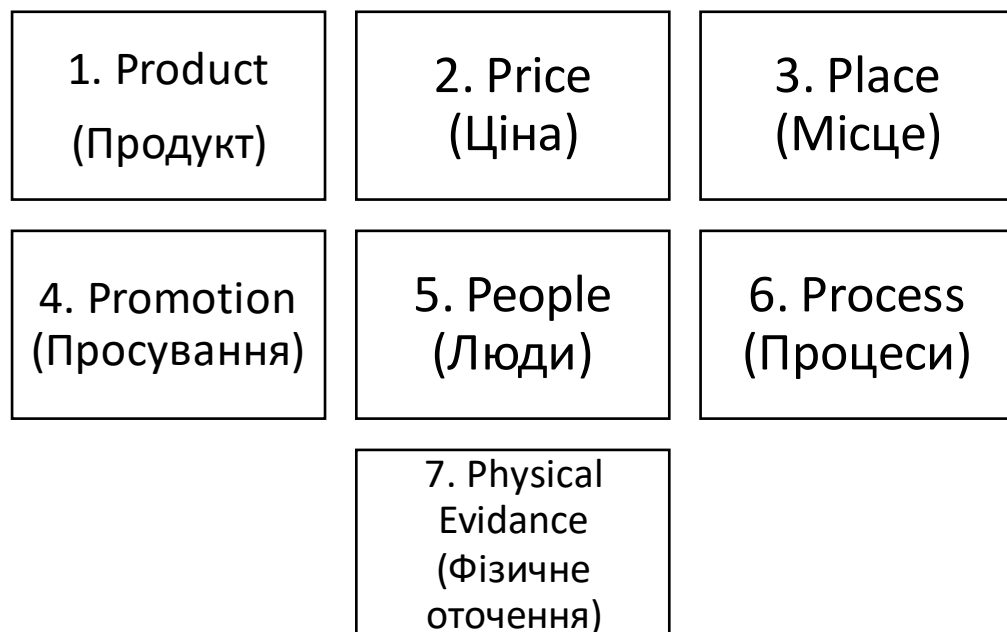 1. Product
(Продукт)
2. Price
(Ціна)
3. Place
(Місце)
4. Promotion
(Просування)
5. People
(Люди)
6. Process
(Процеси)
7. Physical
Evidance
(Фізичне
оточення)